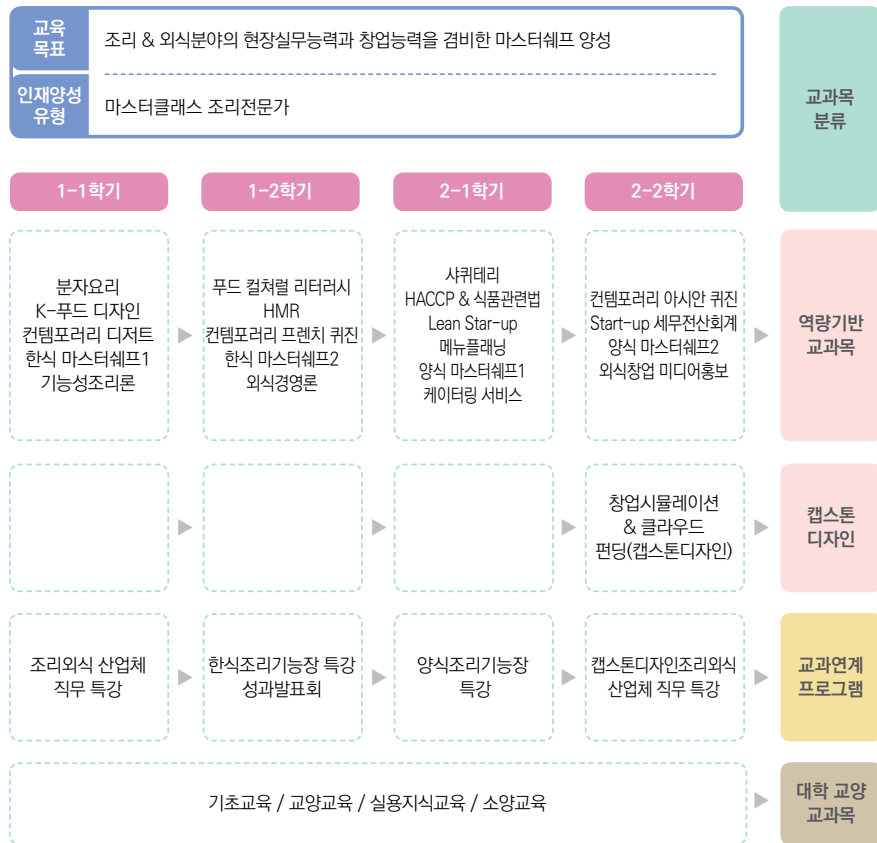 교육
목표
조리 & 외식분야의 현장실무능력과 창업능력을 겸비한 마스터쉐프 양성
인재양성
유형
마스터클래스 조리전문가
교과목
분류
1-1학기
1-2학기
2-1학기
2-2학기
분자요리
K-푸드 디자인
컨템포러리 디저트
한식 마스터쉐프1
기능성조리론
푸드 컬쳐럴 리터러시
HMR
컨템포러리 프렌치 퀴진
한식 마스터쉐프2
외식경영론
샤퀴테리
HACCP & 식품관련법
Lean Star-up
메뉴플래닝
양식 마스터쉐프1
케이터링 서비스
컨템포러리 아시안 퀴진
Start-up 세무전산회계
양식 마스터쉐프2
외식창업 미디어홍보
역량기반
교과목
창업시뮬레이션
& 클라우드
펀딩(캡스톤디자인)
캡스톤
디자인
조리외식 산업체
직무 특강
한식조리기능장 특강
성과발표회
양식조리기능장
특강
캡스톤디자인조리외식
산업체 직무 특강
교과연계
프로그램
기초교육 / 교양교육 / 실용지식교육 / 소양교육
대학 교양
교과목